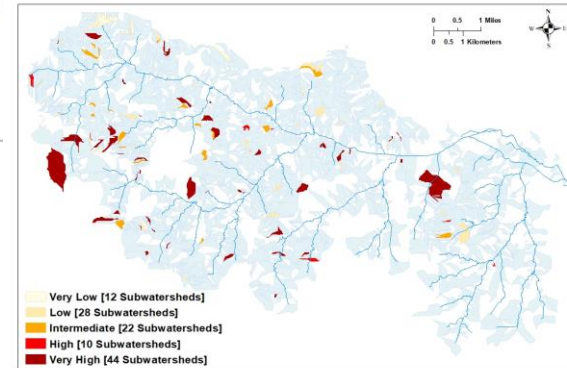 0 0.5 1 Miles
0 0.5 1 Kilometers
N
W
E
S
Very Low [12 Subwatersheds]
Low [28 Subwatersheds]
Intermediate [22 Subwatersheds]
High [10 Subwatersheds]
Very High [44 Subwatersheds]